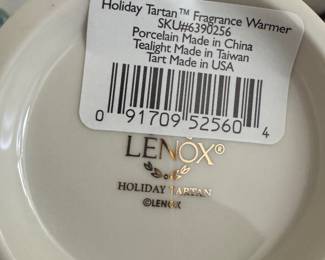 Holiday Tartan™ Fragrance Warmer
SKU#6390256
Porcelain Made in China
Tealight Made in Taiwan
Tart Made in USA
0 91709 52560 4
LENOX®
HOLIDAY TARTAN
©LENOX